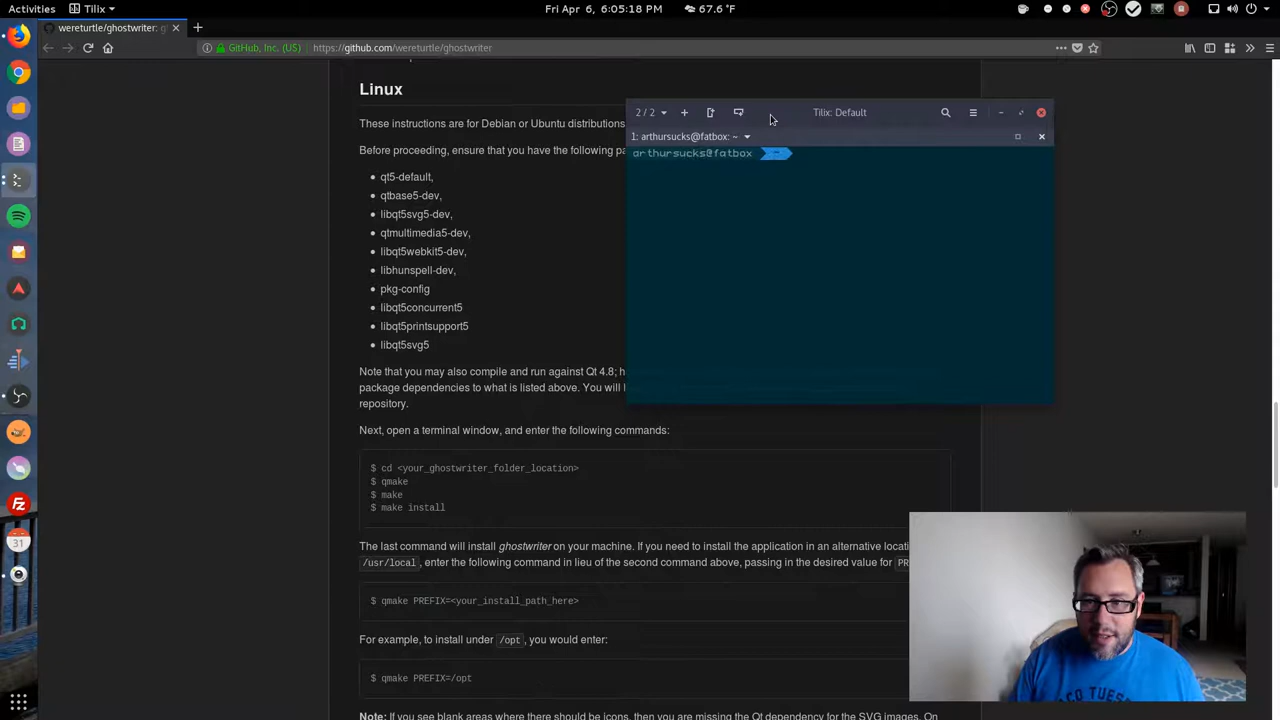 Activities
Tilix
Fri Apr 6, 6:05:18 PM
67.6 °F
wereturtle/ghostwriter: g
GitHub, Inc. (US)
https://github.com/wereturtle/ghostwriter
Linux
These instructions are for Debian or Ubuntu distributions
Before proceeding, ensure that you have the following pa
qt5-default,
qtbase5-dev,
libqt5svg5-dev,
qtmultimedia5-dev,
libqt5webkit5-dev,
libhunspell-dev,
pkg-config
libqt5concurrent5
libqt5printsupport5
libqt5svg5
2 / 2
Tilix: Default
1: arthursucks@fatbox: ~
arthursucks@fatbox ~
Note that you may also compile and run against Qt 4.8; h
package dependencies to what is listed above. You will
repository.
Next, open a terminal window, and enter the following commands:
$ cd <your_ghostwriter_folder_location>
$ qmake
$ make
$ make install
The last command will install ghostwriter on your machine. If you need to install the application in an alternative locati
/usr/local, enter the following command in lieu of the second command above, passing in the desired value for PR
$ qmake PREFIX=<your_install_path_here>
For example, to install under /opt, you would enter:
$ qmake PREFIX=/opt
Note: If you see blank areas where there should be icons, then you are missing the Qt dependency for the SVG images. On
31